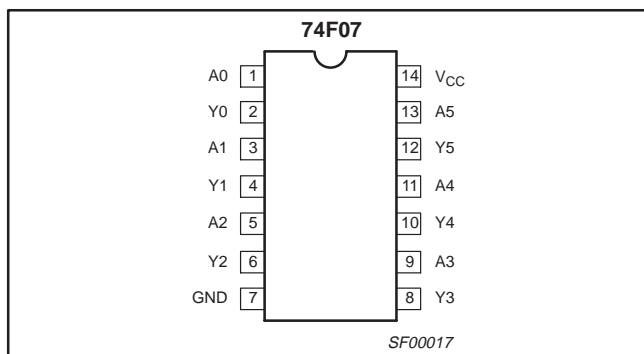 74F07
A0 1 14 VCC
Y0 2 13 A5
A1 3 12 Y5
Y1 4 11 A4
A2 5 10 Y4
Y2 6 9 A3
GND 7 8 Y3
SF00017